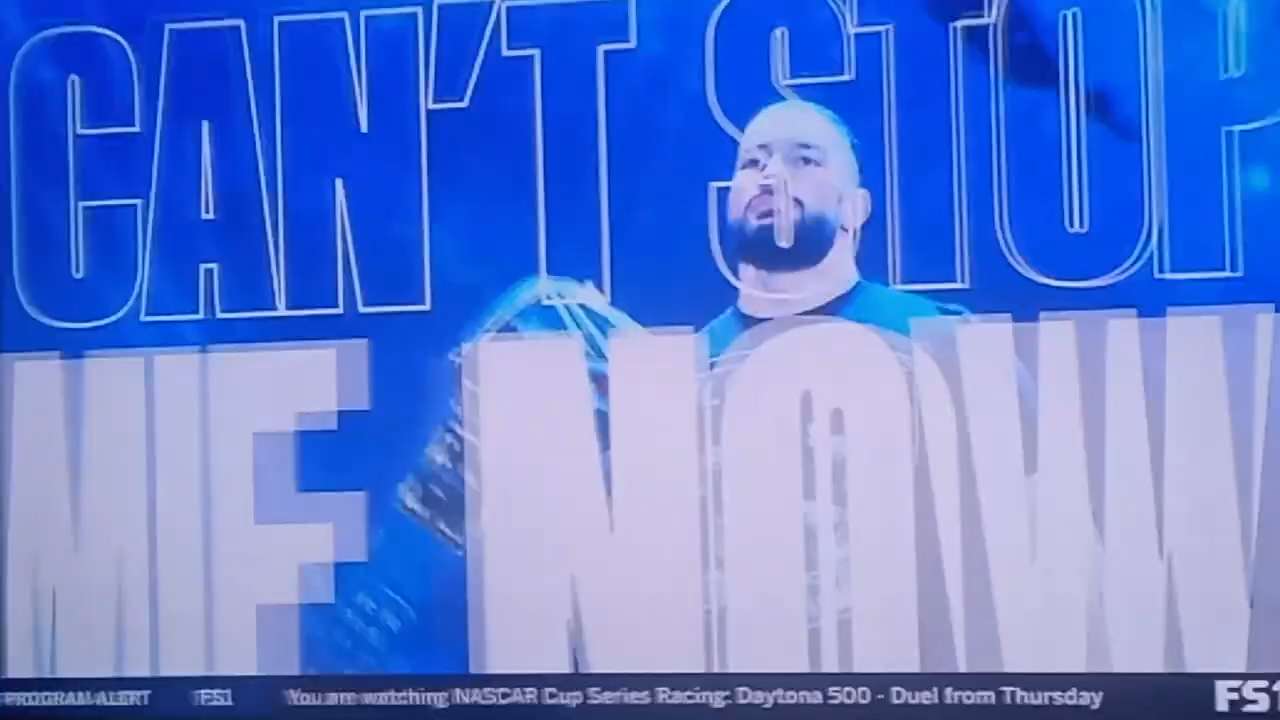 CAN'T STOP
ME NOW
PROGRAM ALERT FS1 You are watching NASCAR Cup Series Racing: Daytona 500 - Duel from Thursday FS1